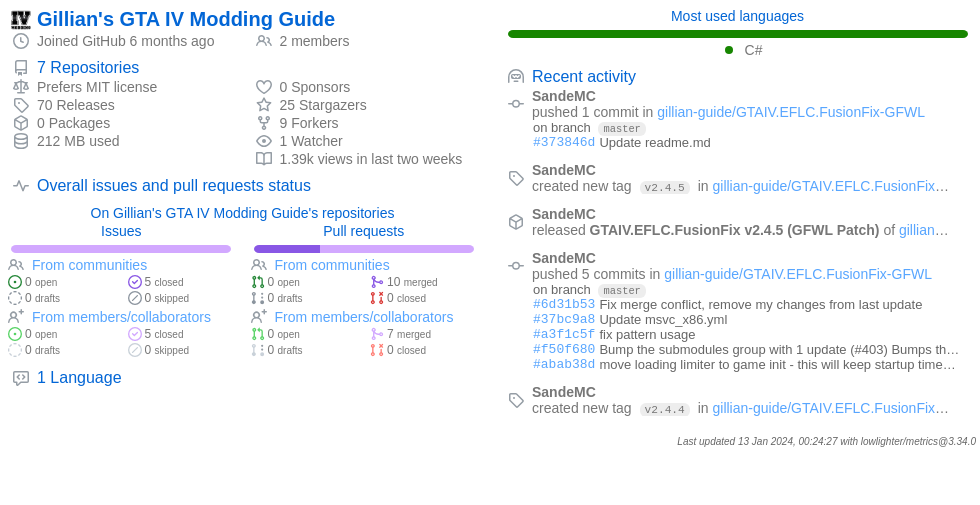 Gillian's GTA IV Modding Guide
Joined GitHub 6 months ago
2 members
7 Repositories
Prefers MIT license
70 Releases
0 Packages
212 MB used
0 Sponsors
25 Stargazers
9 Forkers
1 Watcher
1.39k views in last two weeks
Overall issues and pull requests status
On Gillian's GTA IV Modding Guide's repositories
Issues
From communities
0 open
5 closed
0 drafts
0 skipped
From members/collaborators
0 open
5 closed
0 drafts
0 skipped
Pull requests
From communities
0 open
10 merged
0 drafts
0 closed
From members/collaborators
0 open
7 merged
0 drafts
0 closed
1 Language
Most used languages
C#
Recent activity
SandeMC
pushed 1 commit in gillian-guide/GTAIV.EFLC.FusionFix-GFWL
on branch master
#373846d Update readme.md
SandeMC
created new tag v2.4.5 in gillian-guide/GTAIV.EFLC.FusionFix…
SandeMC
released GTAIV.EFLC.FusionFix v2.4.5 (GFWL Patch) of gillian…
SandeMC
pushed 5 commits in gillian-guide/GTAIV.EFLC.FusionFix-GFWL
on branch master
#6d31b53 Fix merge conflict, remove my changes from last update
#37bc9a8 Update msvc_x86.yml
#a3f1c5f fix pattern usage
#f50f680 Bump the submodules group with 1 update (#403) Bumps th…
#abab38d move loading limiter to game init - this will keep startup time…
SandeMC
created new tag v2.4.4 in gillian-guide/GTAIV.EFLC.FusionFix…
Last updated 13 Jan 2024, 00:24:27 with lowlighter/metrics@3.34.0